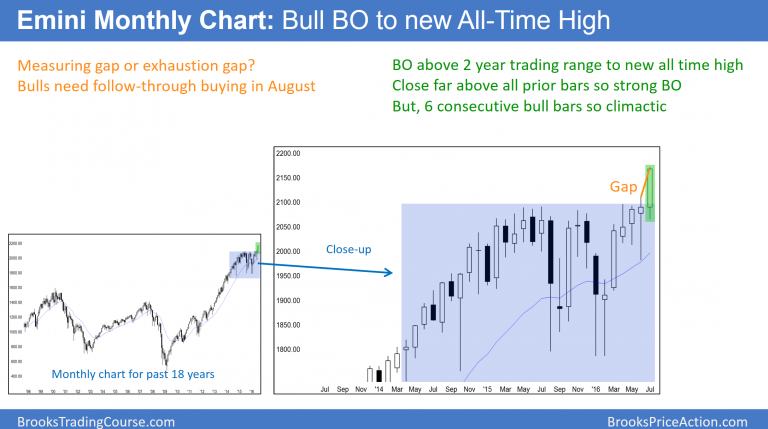 Emini Monthly Chart: Bull BO to new All-Time High
Measuring gap or exhaustion gap?
Bulls need follow-through buying in August
BO above 2 year trading range to new all time high
Close far above all prior bars so strong BO
But, 6 consecutive bull bars so climactic
2200.00
2150.00
2100.00
2050.00
2000.00
1950.00
1900.00
1850.00
1800.00
Gap
Close-up
Jul Sep Nov '14 Mar May Jul Sep Nov '15 Mar May Jul Sep Nov '16 Mar May Jul
Monthly chart for past 18 years
BrooksTradingCourse.com
BrooksPriceAction.com